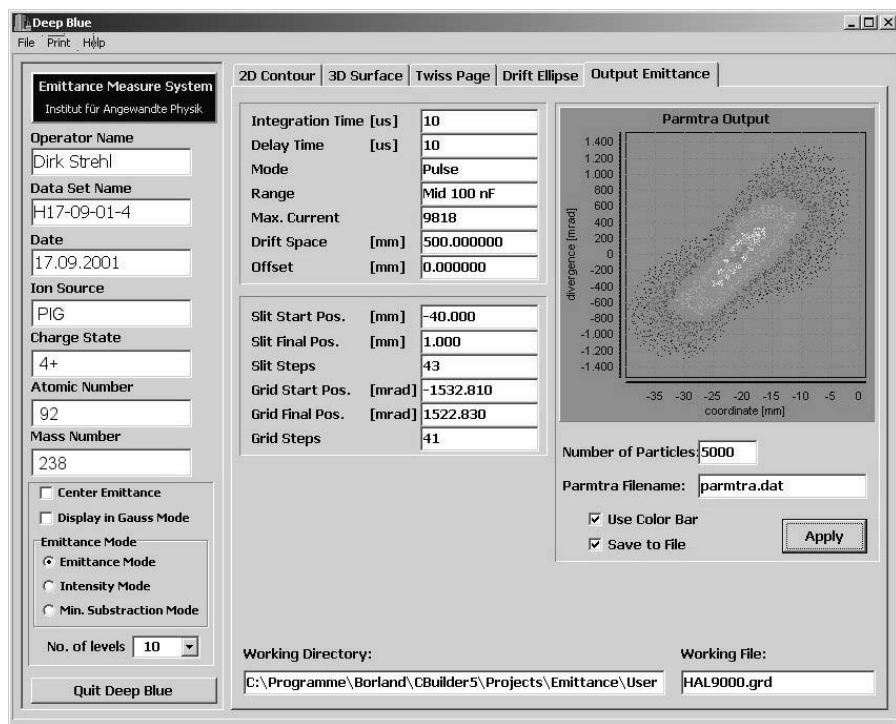 Deep Blue
File Print Help
Emittance Measure System
Institut für Angewandte Physik
Operator Name
Dirk Strehl
Data Set Name
H17-09-01-4
Date
17.09.2001
Ion Source
PIG
Charge State
4+
Atomic Number
92
Mass Number
238
Center Emittance
Display in Gauss Mode
Emittance Mode
Emittance Mode
Intensity Mode
Min. Substraction Mode
No. of levels 10
Quit Deep Blue
2D Contour 3D Surface Twiss Page Drift Ellipse Output Emittance
Integration Time [us] 10
Delay Time [us] 10
Mode Pulse
Range Mid 100 nF
Max. Current 9818
Drift Space [mm] 500.000000
Offset [mm] 0.000000
Slit Start Pos. [mm] -40.000
Slit Final Pos. [mm] 1.000
Slit Steps 43
Grid Start Pos. [mrad] -1532.810
Grid Final Pos. [mrad] 1522.830
Grid Steps 41
Parmtra Output
divergence [mrad]
1.400
1.200
1.000
800
600
400
200
0
-200
-400
-600
-800
-1.000
-1.200
-1.400
-35 -30 -25 -20 -15 -10 -5 0
coordinate [mm]
Number of Particles: 5000
Parmtra Filename: parmtra.dat
Use Color Bar
Save to File
Apply
Working Directory:
C:\Programme\Borland\CBuilder5\Projects\Emittance\User
Working File:
HAL9000.grd